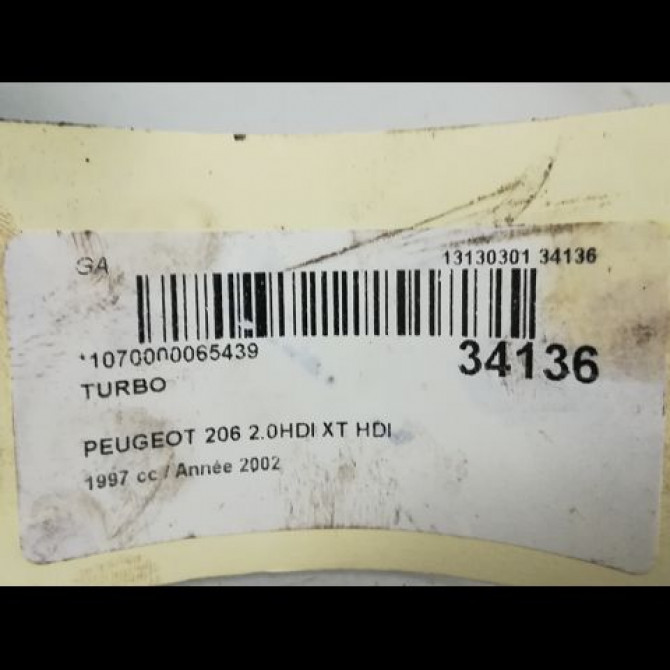 GA 13130301 34136
*1070000065439 34136
TURBO
PEUGEOT 206 2.0HDI XT HDI
1997 cc / Année 2002